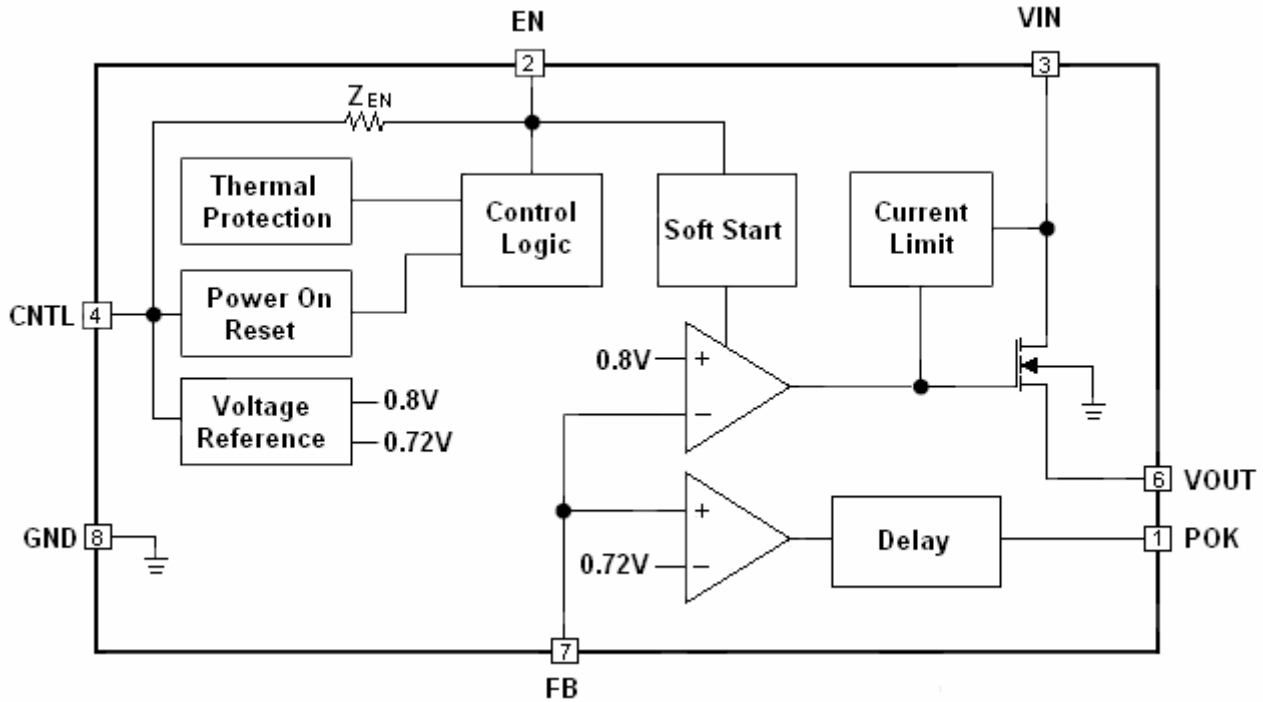 EN
VIN
2
3
ZEN
Thermal
Protection
Control
Logic
Soft Start
Current
Limit
CNTL
4
Power On
Reset
0.8V
+
−
Voltage
Reference
0.8V
0.72V
6
VOUT
GND
8
+
0.72V
−
Delay
1
POK
7
FB